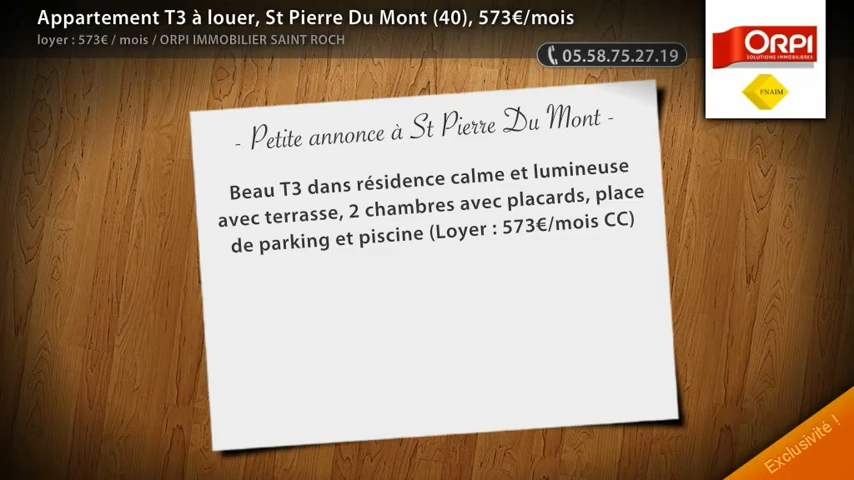 Appartement T3 à louer, St Pierre Du Mont (40), 573€/mois
loyer : 573€ / mois / ORPI IMMOBILIER SAINT ROCH
05.58.75.27.19
ORPI
SOLUTIONS IMMOBILIÈRES
FNAIM
- Petite annonce à St Pierre Du Mont -
Beau T3 dans résidence calme et lumineuse
avec terrasse, 2 chambres avec placards, place
de parking et piscine (Loyer : 573€/mois CC)
Exclusivité !